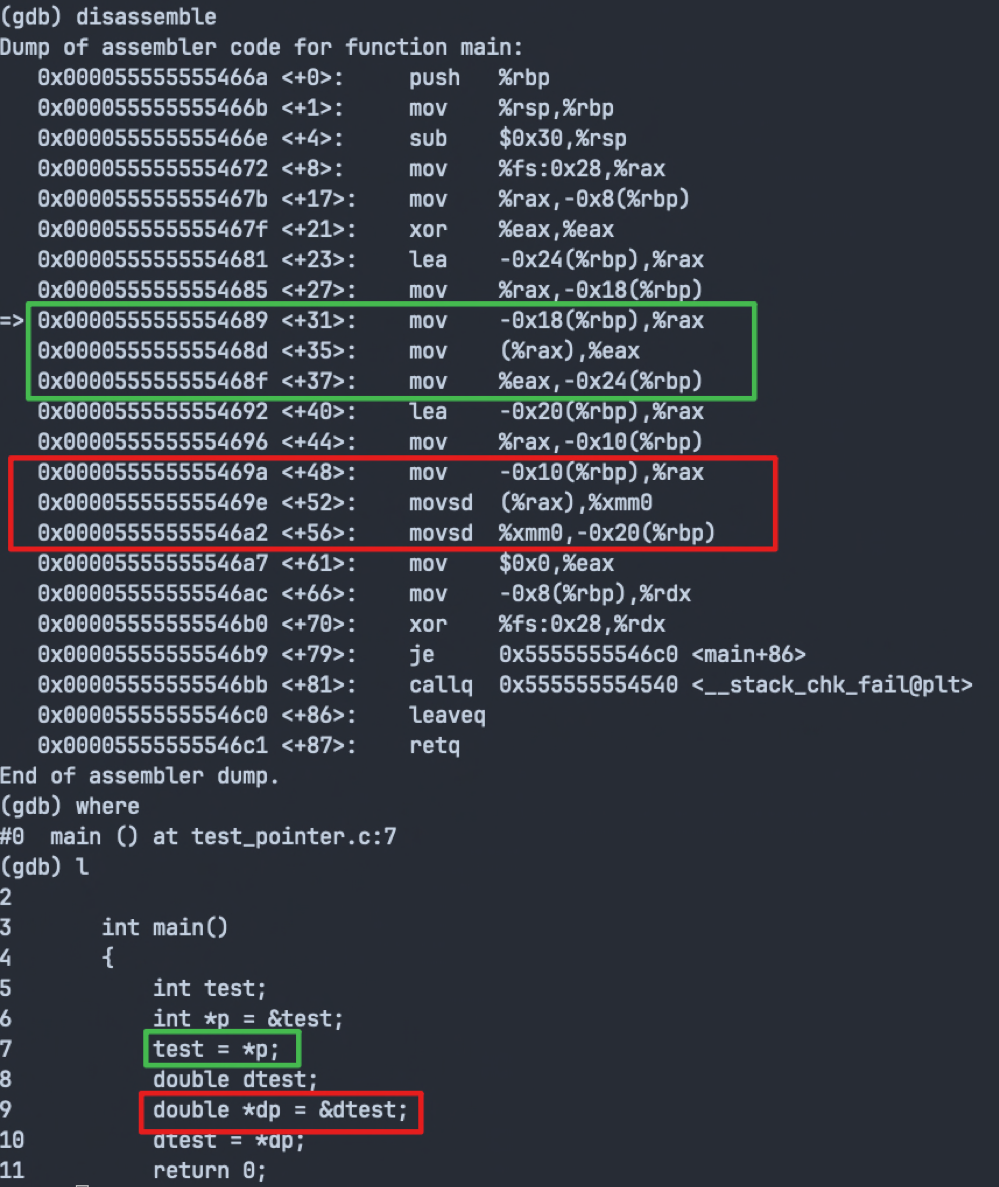 (gdb) disassemble
Dump of assembler code for function main:
0x000055555555466a <+0>: push %rbp
0x000055555555466b <+1>: mov %rsp,%rbp
0x000055555555466e <+4>: sub $0x30,%rsp
0x0000555555554672 <+8>: mov %fs:0x28,%rax
0x000055555555467b <+17>: mov %rax,-0x8(%rbp)
0x000055555555467f <+21>: xor %eax,%eax
0x0000555555554681 <+23>: lea -0x24(%rbp),%rax
0x0000555555554685 <+27>: mov %rax,-0x18(%rbp)
=> 0x0000555555554689 <+31>: mov -0x18(%rbp),%rax
0x000055555555468d <+35>: mov (%rax),%eax
0x000055555555468f <+37>: mov %eax,-0x24(%rbp)
0x0000555555554692 <+40>: lea -0x20(%rbp),%rax
0x0000555555554696 <+44>: mov %rax,-0x10(%rbp)
0x000055555555469a <+48>: mov -0x10(%rbp),%rax
0x000055555555469e <+52>: movsd (%rax),%xmm0
0x00005555555546a2 <+56>: movsd %xmm0,-0x20(%rbp)
0x00005555555546a7 <+61>: mov $0x0,%eax
0x00005555555546ac <+66>: mov -0x8(%rbp),%rdx
0x00005555555546b0 <+70>: xor %fs:0x28,%rdx
0x00005555555546b9 <+79>: je 0x5555555546c0 <main+86>
0x00005555555546bb <+81>: callq 0x555555554540 <__stack_chk_fail@plt>
0x00005555555546c0 <+86>: leaveq
0x00005555555546c1 <+87>: retq
End of assembler dump.
(gdb) where
#0 main () at test_pointer.c:7
(gdb) l
2
3 int main()
4 {
5 int test;
6 int *p = &test;
7 test = *p;
8 double dtest;
9 double *dp = &dtest;
10 dtest = *dp;
11 return 0;